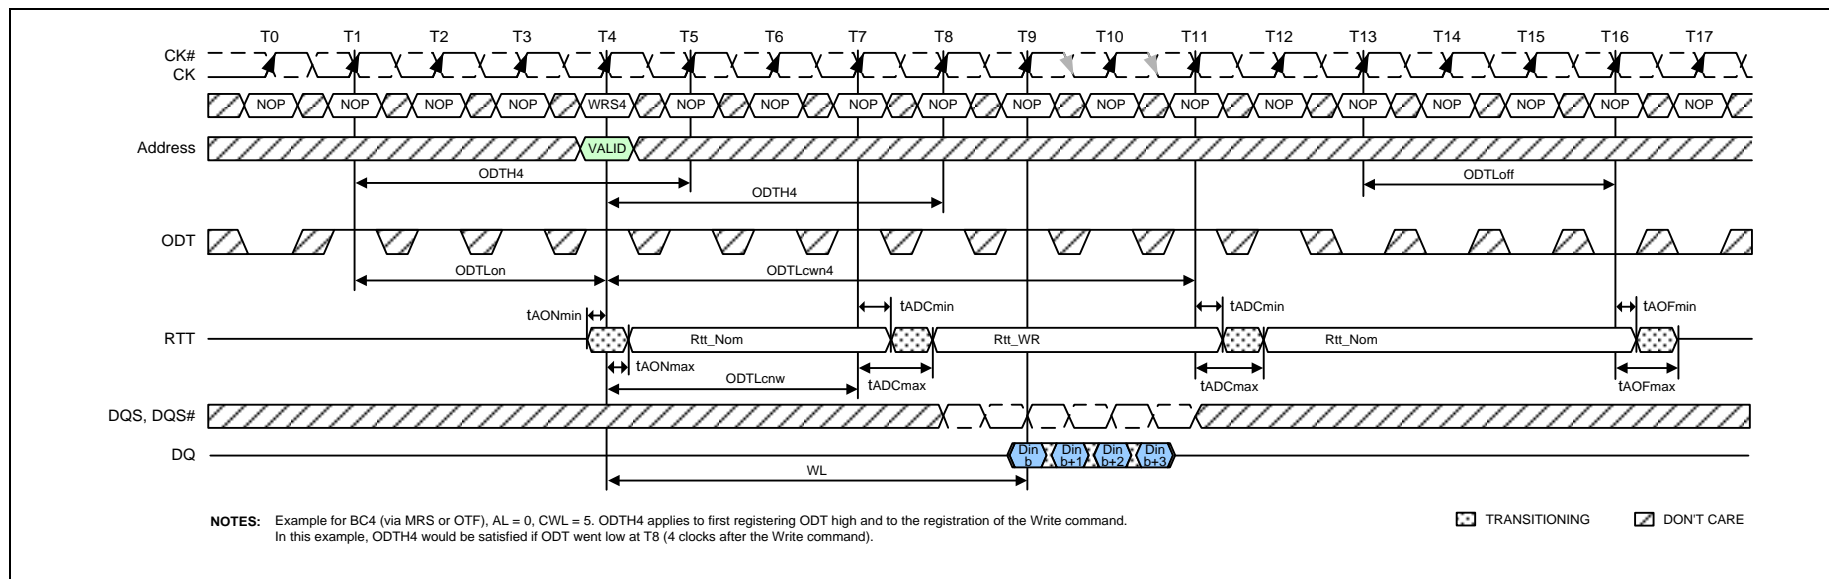 T0 T1 T2 T3 T4 T5 T6 T7 T8 T9 T10 T11 T12 T13 T14 T15 T16 T17
CK#
CK
NOP NOP NOP NOP WRS4 NOP NOP NOP NOP NOP NOP NOP NOP NOP NOP NOP NOP NOP
Address VALID
ODTH4 ODTLoff
ODTH4
ODT
ODTLon ODTLcwn4
tAONmin tADCmin tADCmin tAOFmin
RTT Rtt_Nom Rtt_WR Rtt_Nom
tAONmax ODTLcnw tADCmax tADCmax tAOFmax
DQS, DQS#
DQ Din b Din b+1 Din b+2 Din b+3
WL
NOTES: Example for BC4 (via MRS or OTF), AL = 0, CWL = 5. ODTH4 applies to first registering ODT high and to the registration of the Write command.
In this example, ODTH4 would be satisfied if ODT went low at T8 (4 clocks after the Write command).
TRANSITIONING DON'T CARE